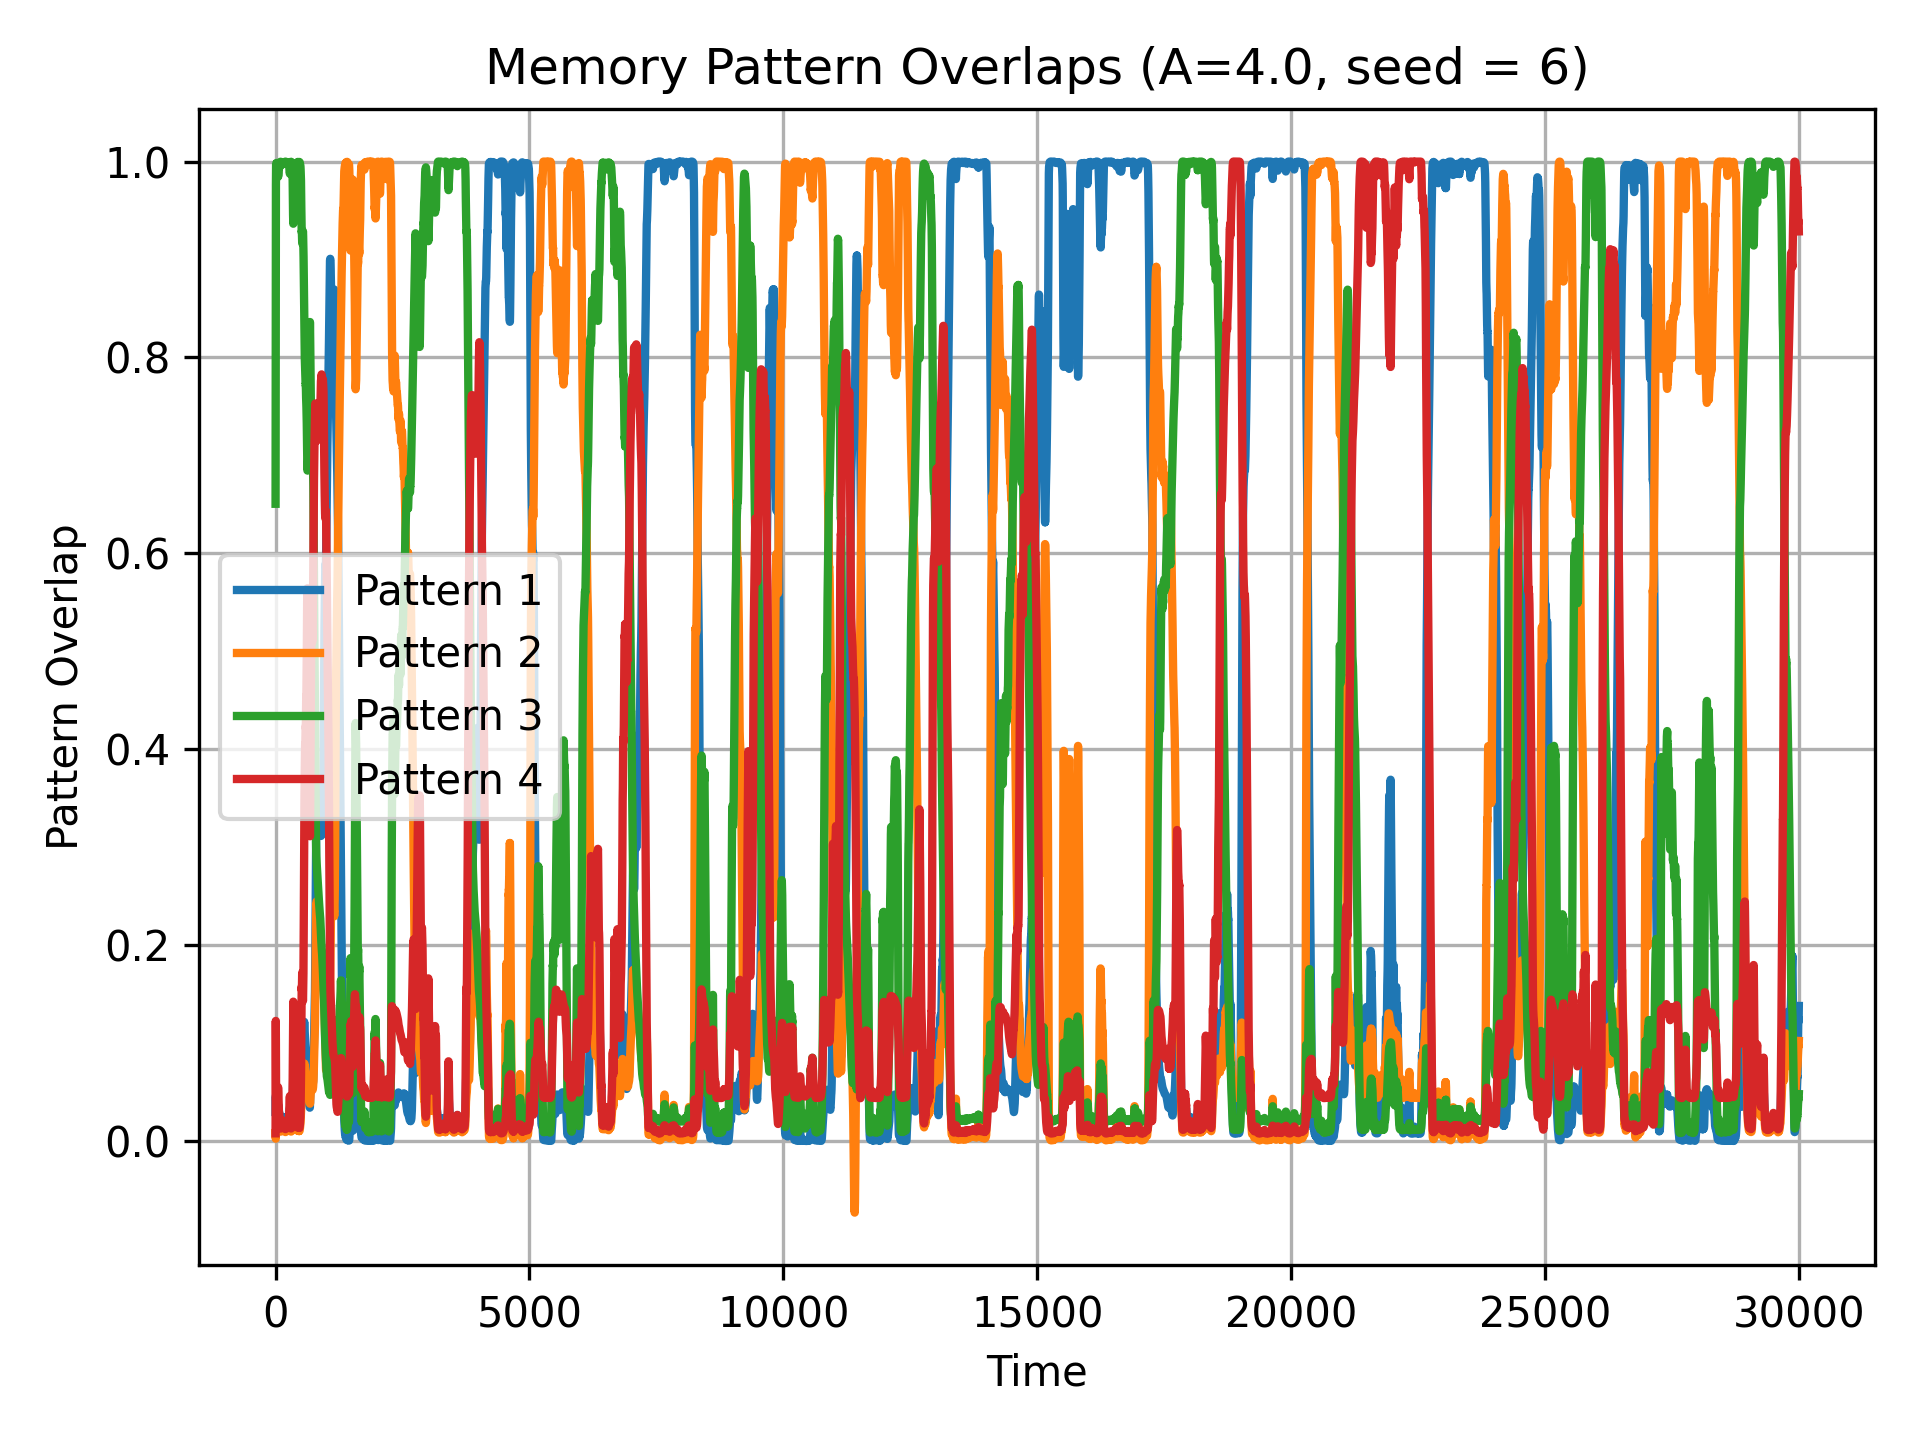 Memory Pattern Overlaps (A=4.0, seed = 6)
Pattern Overlap
1.0
0.8
0.6
0.4
0.2
0.0
Pattern 1
Pattern 2
Pattern 3
Pattern 4
0 5000 10000 15000 20000 25000 30000
Time